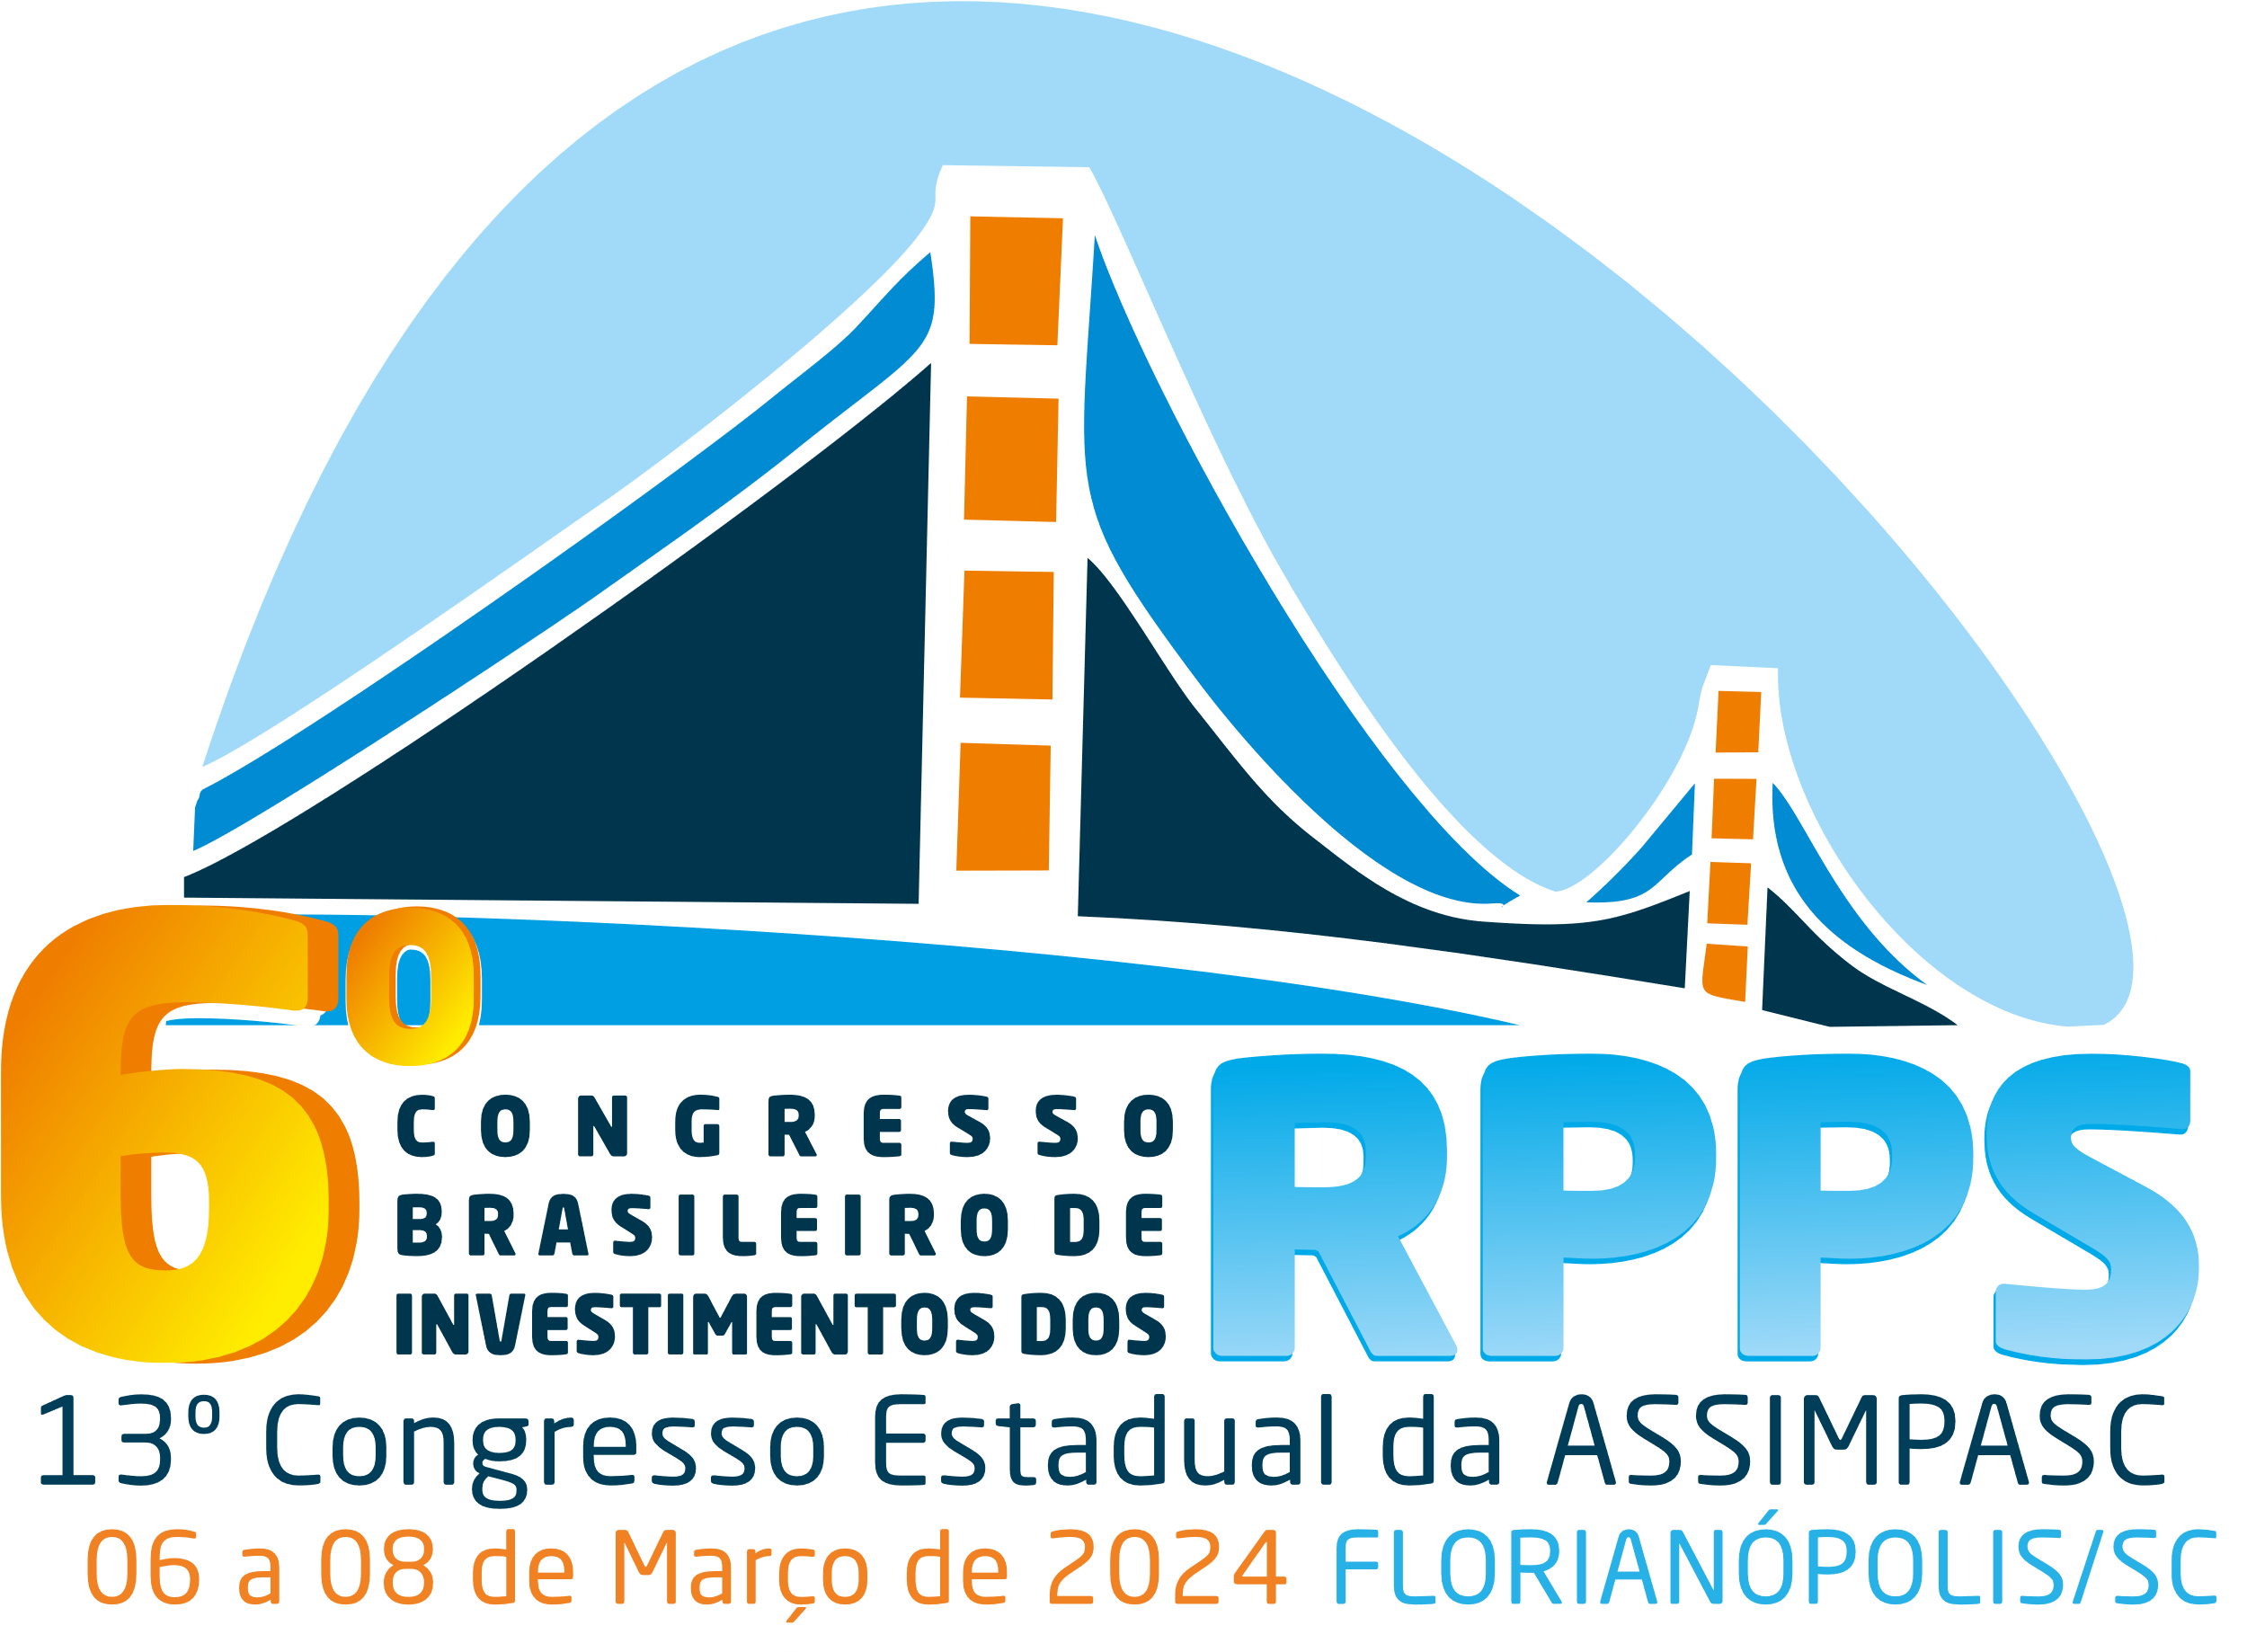 6º
CONGRESSO
BRASILEIRO DE
INVESTIMENTOS DOS
RPPS
13º Congresso Estadual da ASSIMPASC
06 a 08 de Março de 2024 FLORIANÓPOLIS/SC